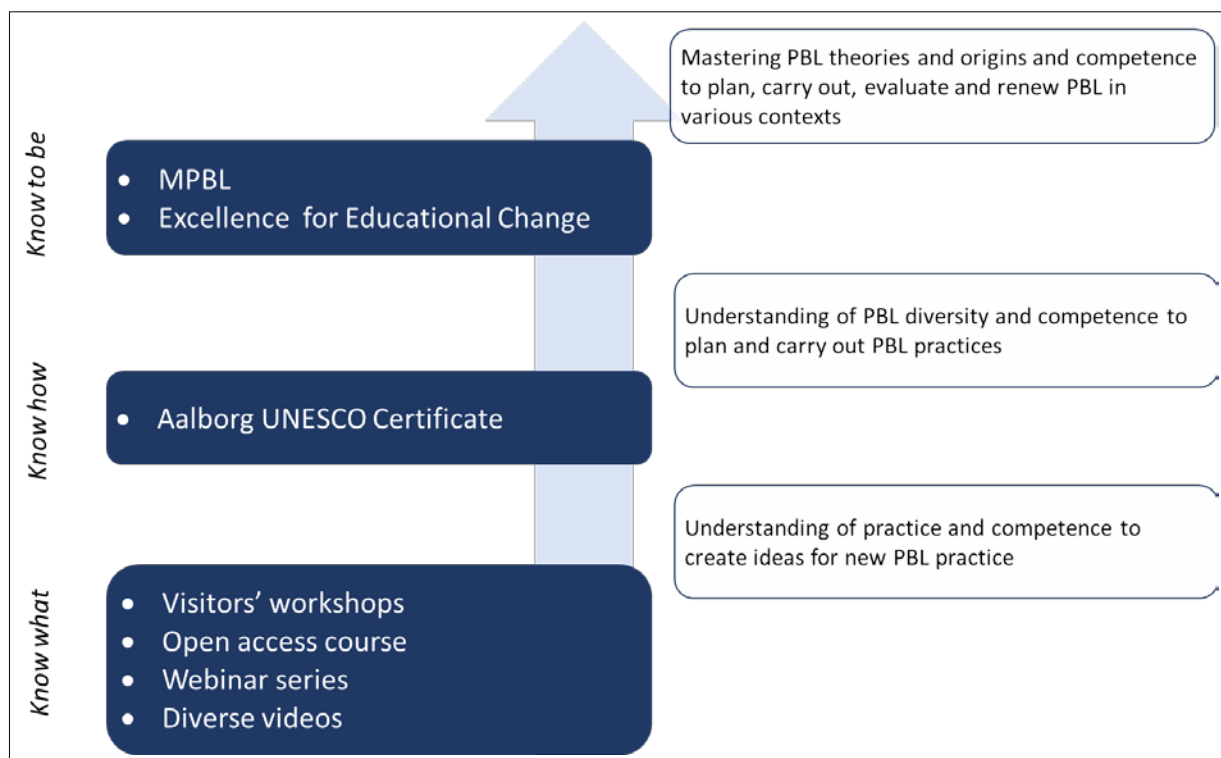 Mastering PBL theories and origins and competence
to plan, carry out, evaluate and renew PBL in
various contexts
Know to be
• MPBL
• Excellence for Educational Change
Understanding of PBL diversity and competence to
plan and carry out PBL practices
Know how
• Aalborg UNESCO Certificate
Understanding of practice and competence to
create ideas for new PBL practice
Know what
• Visitors’ workshops
• Open access course
• Webinar series
• Diverse videos